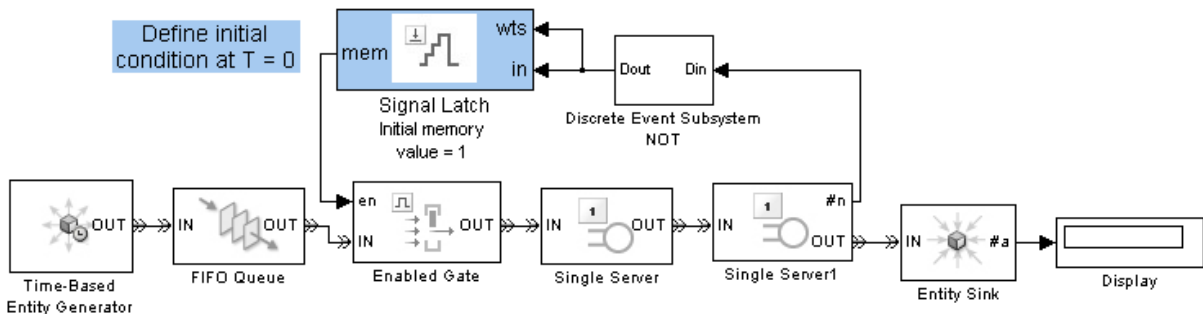 Define initial
condition at T = 0
mem
wts
in
Signal Latch
Initial memory
value = 1
Dout
Din
Discrete Event Subsystem
NOT
OUT
Time-Based
Entity Generator
IN
OUT
FIFO Queue
en
IN
OUT
Enabled Gate
IN
1
OUT
Single Server
IN
1
#n
OUT
Single Server1
IN
#a
Entity Sink
Display